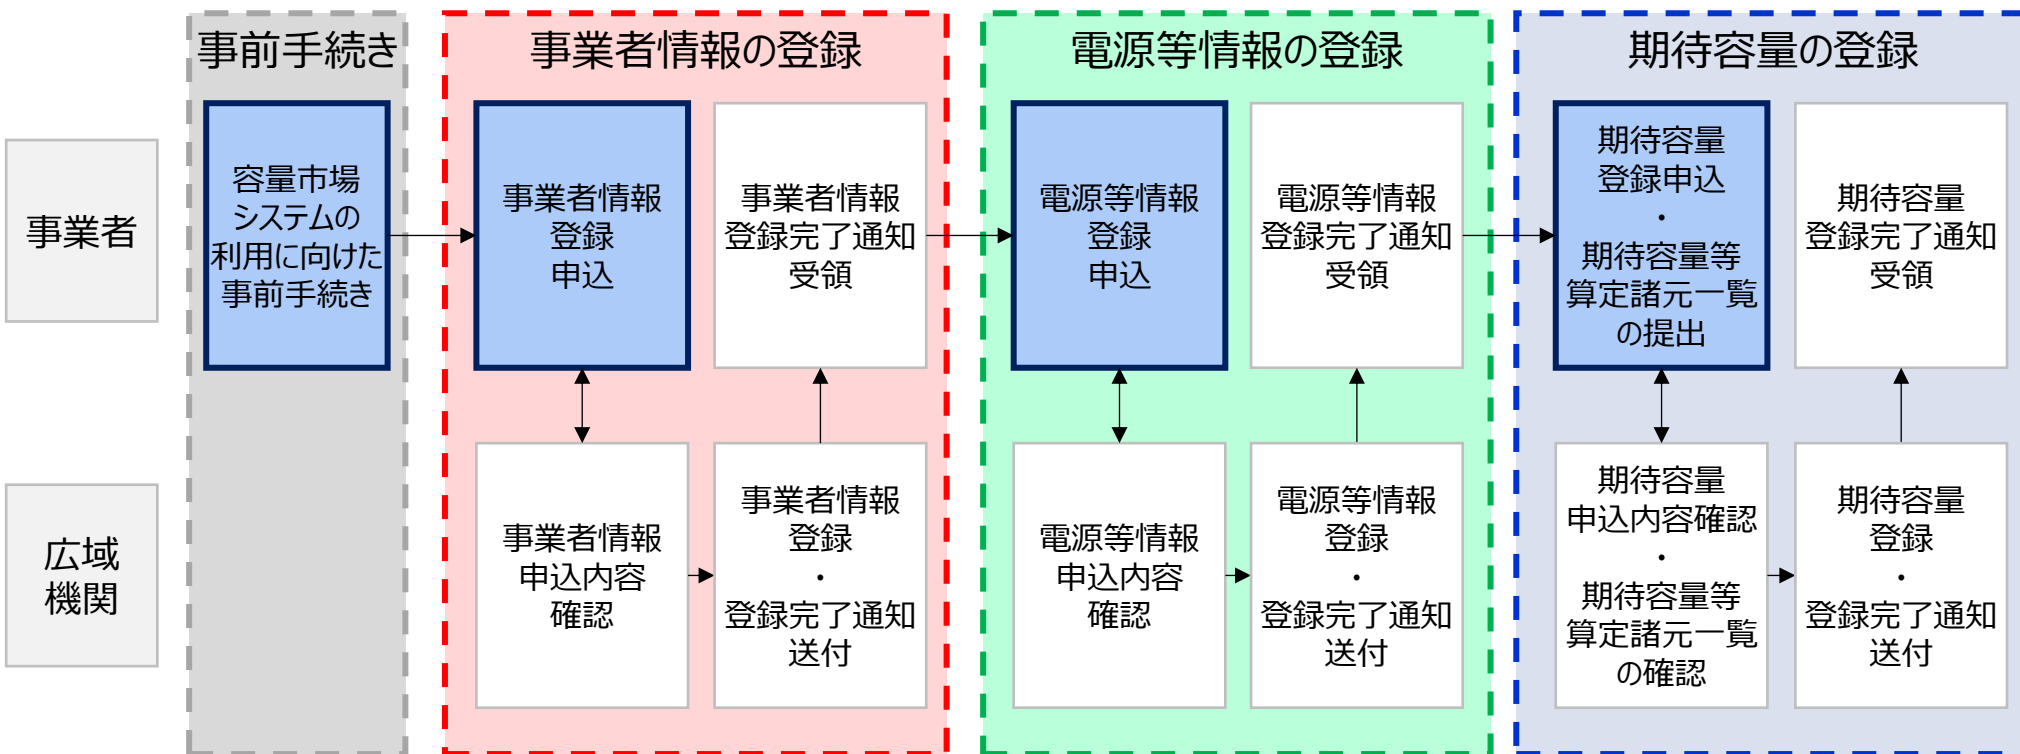 事前手続き
事業者情報の登録
電源等情報の登録
期待容量の登録
事業者
容量市場
システムの
利用に向けた
事前手続き
事業者情報
登録
申込
事業者情報
登録完了通知
受領
電源等情報
登録
申込
電源等情報
登録完了通知
受領
期待容量
登録申込
・
期待容量等
算定諸元一覧
の提出
期待容量
登録完了通知
受領
広域
機関
事業者情報
申込内容
確認
事業者情報
登録
・
登録完了通知
送付
電源等情報
申込内容
確認
電源等情報
登録
・
登録完了通知
送付
期待容量
申込内容確認
・
期待容量等
算定諸元一覧
の確認
期待容量
登録
・
登録完了通知
送付